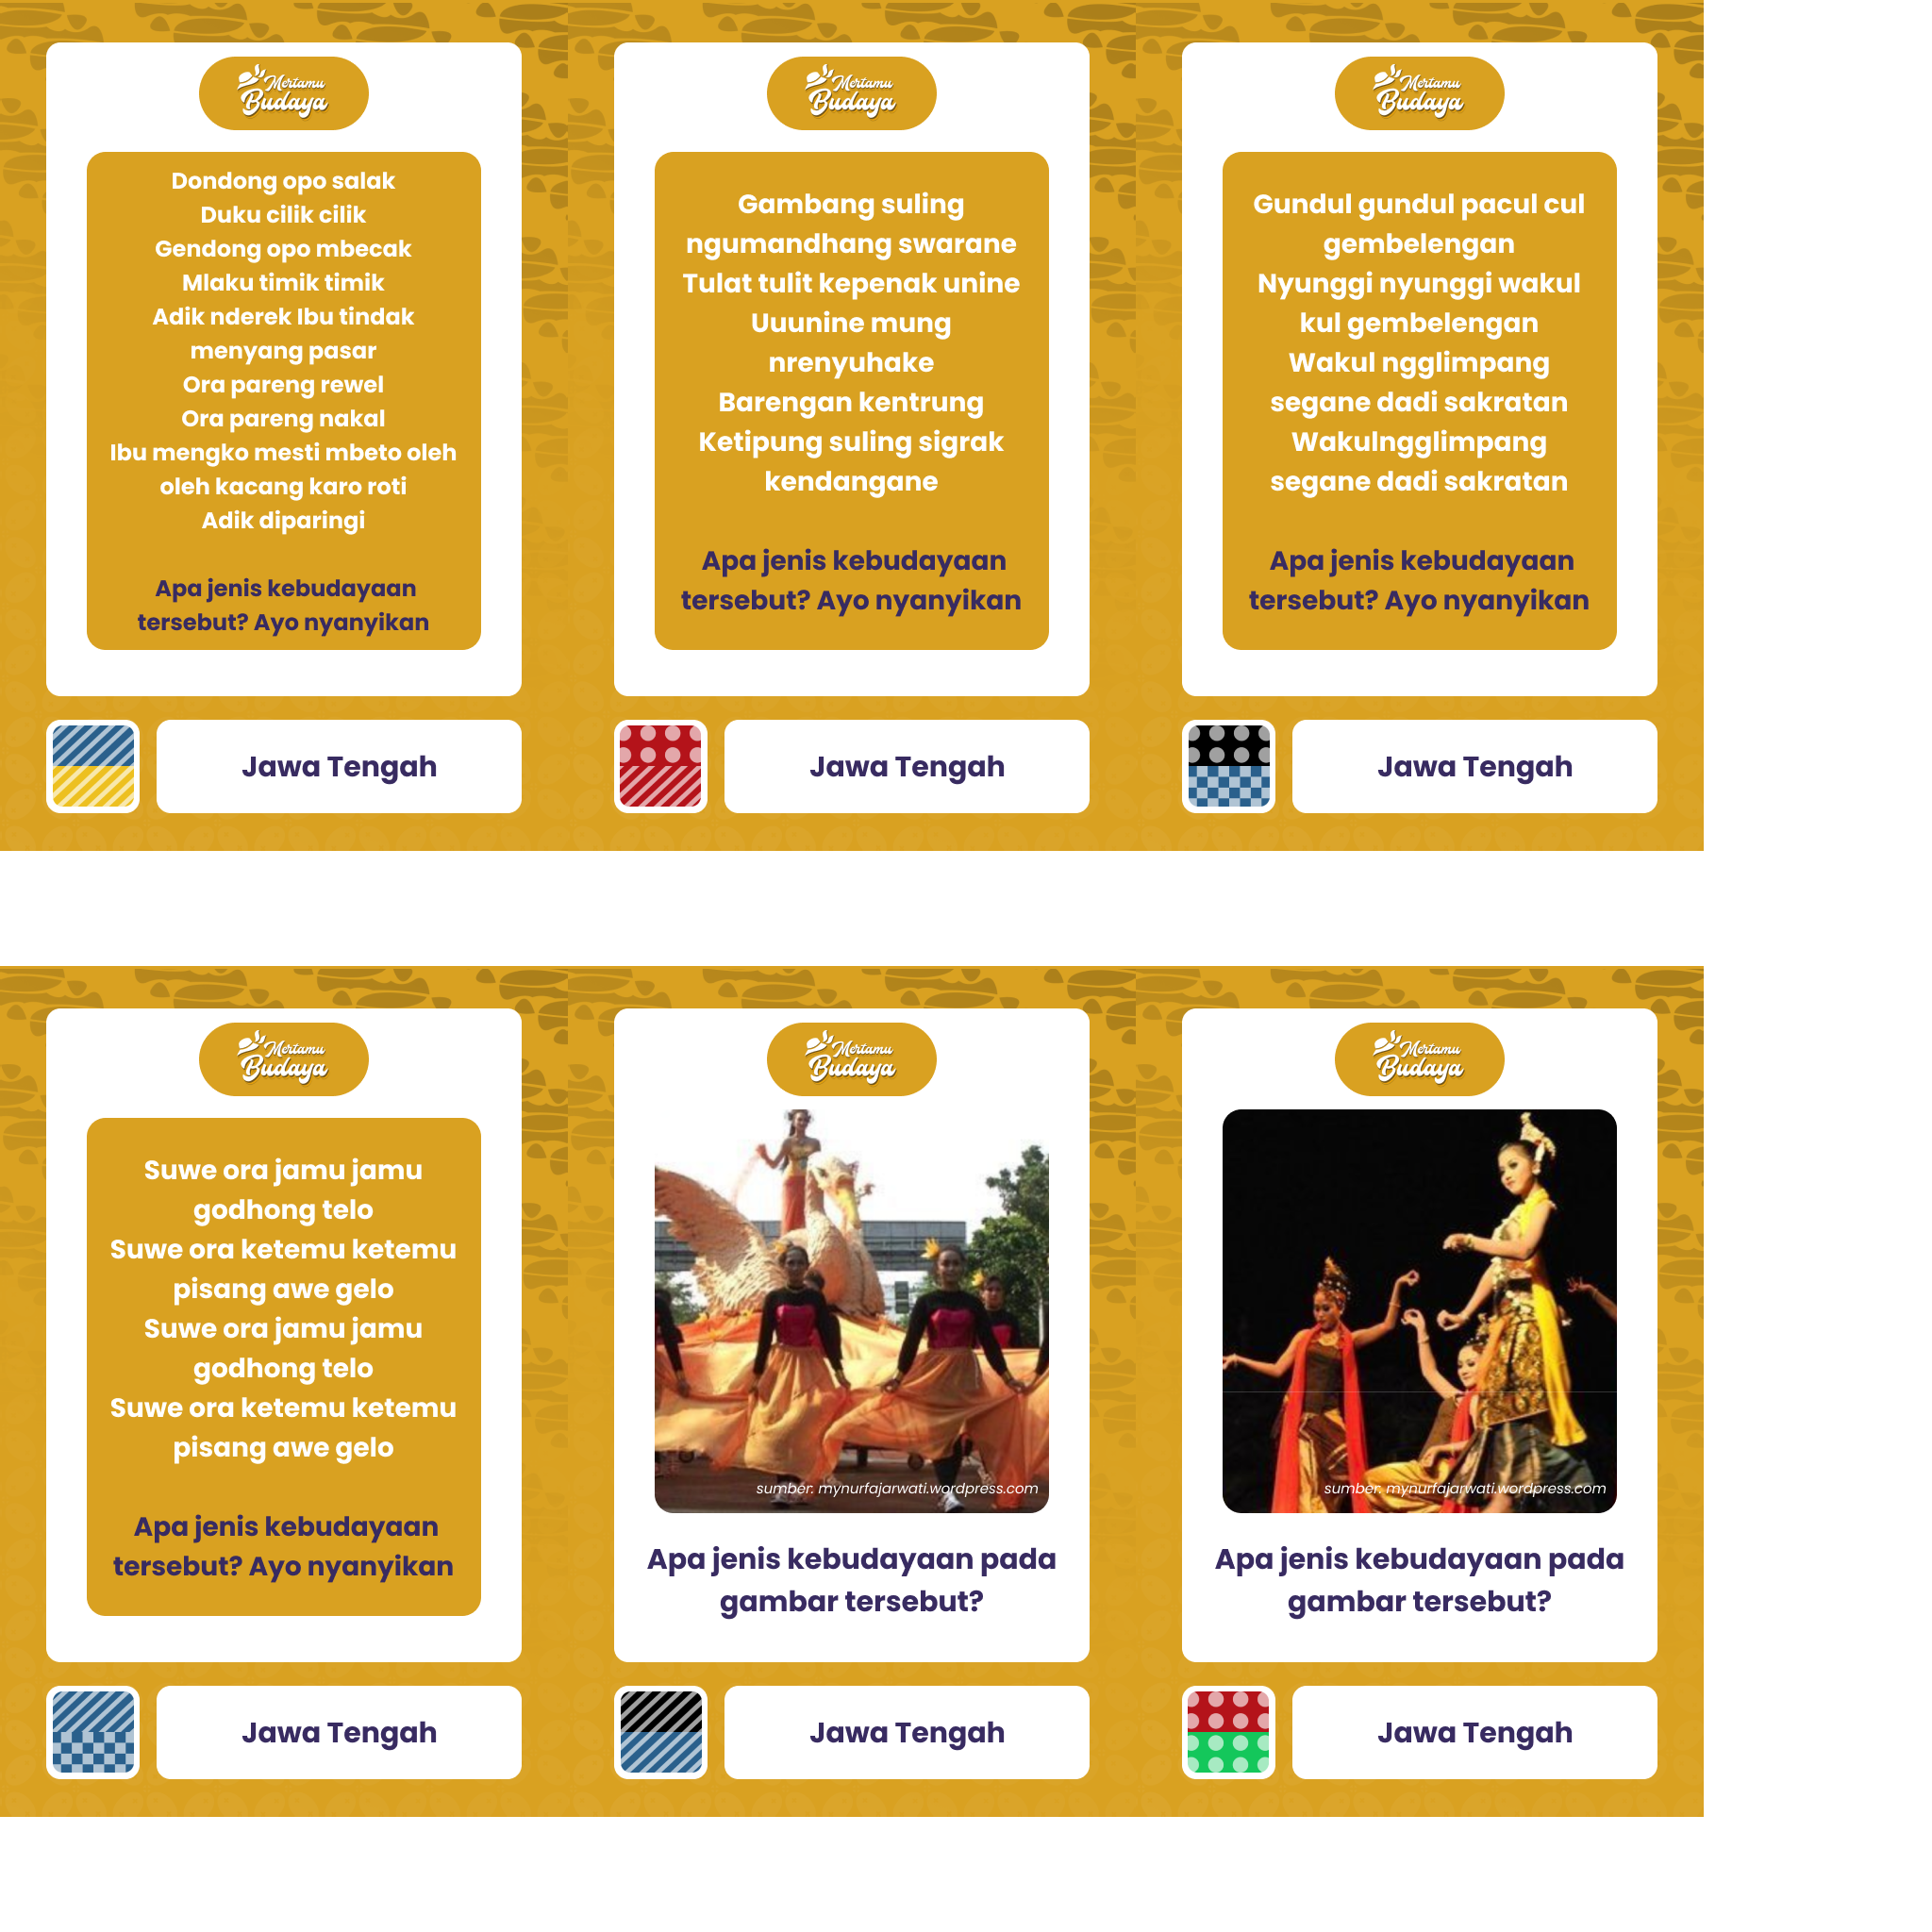 Mertamu
Budaya
Dondong opo salak
Duku cilik cilik
Gendong opo mbecak
Mlaku timik timik
Adik nderek Ibu tindak
menyang pasar
Ora pareng rewel
Ora pareng nakal
Ibu mengko mesti mbeto oleh
oleh kacang karo roti
Adik diparingi
Apa jenis kebudayaan
tersebut? Ayo nyanyikan
Jawa Tengah
Mertamu
Budaya
Gambang suling
ngumandhang swarane
Tulat tulit kepenak unine
Uuunine mung
nrenyuhake
Barengan kentrung
Ketipung suling sigrak
kendangane
Apa jenis kebudayaan
tersebut? Ayo nyanyikan
Jawa Tengah
Mertamu
Budaya
Gundul gundul pacul cul
gembelengan
Nyunggi nyunggi wakul
kul gembelengan
Wakul ngglimpang
segane dadi sakratan
Wakulngglimpang
segane dadi sakratan
Apa jenis kebudayaan
tersebut? Ayo nyanyikan
Jawa Tengah
Mertamu
Budaya
Suwe ora jamu jamu
godhong telo
Suwe ora ketemu ketemu
pisang awe gelo
Suwe ora jamu jamu
godhong telo
Suwe ora ketemu ketemu
pisang awe gelo
Apa jenis kebudayaan
tersebut? Ayo nyanyikan
Jawa Tengah
Mertamu
Budaya
sumber: mynurfajarwati.wordpress.com
Apa jenis kebudayaan pada
gambar tersebut?
Jawa Tengah
Mertamu
Budaya
sumber: mynurfajarwati.wordpress.com
Apa jenis kebudayaan pada
gambar tersebut?
Jawa Tengah